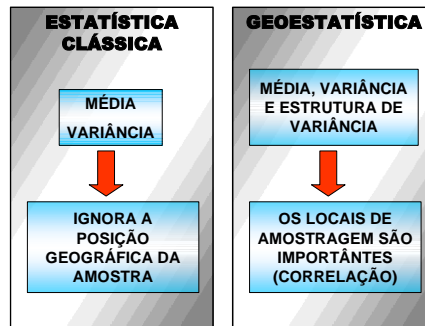 ESTATÍSTICA
CLÁSSICA
MÉDIA
VARIÂNCIA
IGNORA A
POSIÇÃO
GEOGRÁFICA DA
AMOSTRA
GEOESTATÍSTICA
MÉDIA, VARIÂNCIA
E ESTRUTURA DE
VARIÂNCIA
OS LOCAIS DE
AMOSTRAGEM SÃO
IMPORTÂNTES
(CORRELAÇÃO)